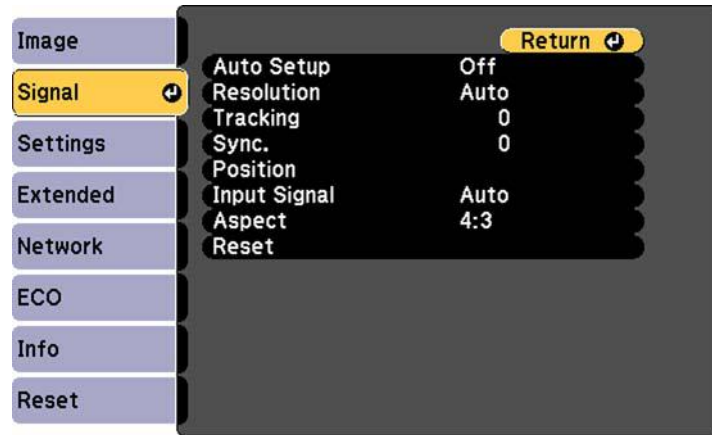 Image
Signal
Settings
Extended
Network
ECO
Info
Reset
Return
Auto Setup Off
Resolution Auto
Tracking 0
Sync. 0
Position
Input Signal Auto
Aspect 4:3
Reset